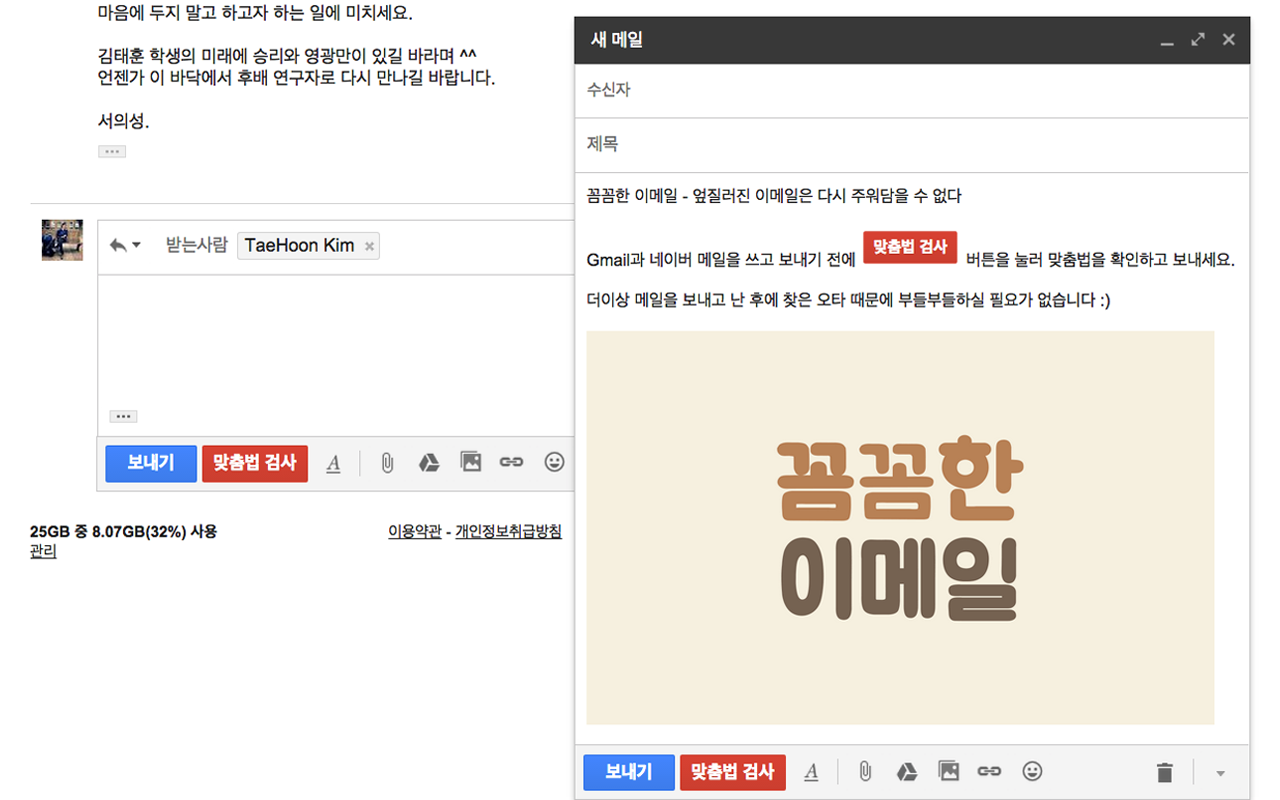 마음에 두지 말고 하고자 하는 일에 미치세요.
김태훈 학생의 미래에 승리와 영광만이 있길 바라며 ^^
언젠가 이 바닥에서 후배 연구자로 다시 만나길 바랍니다.
서의성.
받는사람 TaeHoon Kim
보내기 맞춤법 검사
25GB 중 8.07GB(32%) 사용
관리
이용약관 - 개인정보취급방침
새 메일
수신자
제목
꼼꼼한 이메일 - 엎질러진 이메일은 다시 주워담을 수 없다
Gmail과 네이버 메일을 쓰고 보내기 전에 맞춤법 검사 버튼을 눌러 맞춤법을 확인하고 보내세요.
더이상 메일을 보내고 난 후에 찾은 오타 때문에 부들부들하실 필요가 없습니다 :)
꼼꼼한
이메일
보내기 맞춤법 검사